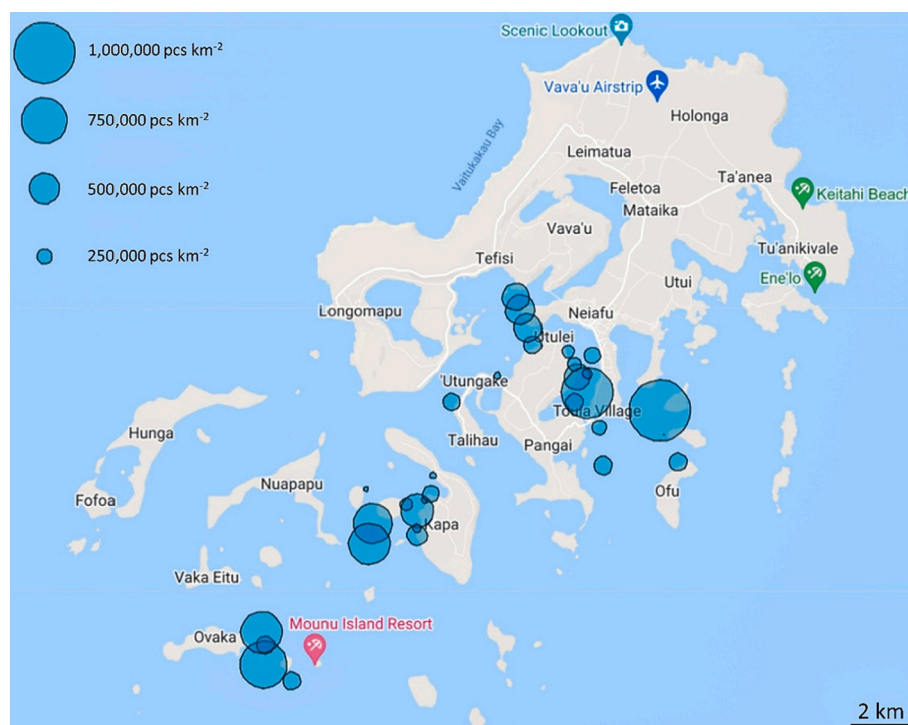 1,000,000 pcs km⁻²
750,000 pcs km⁻²
500,000 pcs km⁻²
250,000 pcs km⁻²
Scenic Lookout
Vava'u Airstrip
Holonga
Vaitukakau Bay
Leimatua
Feletoa
Ta'anea
Keitahi Beach
Mataika
Vava'u
Tu'anikivale
Tefisi
Ene'lo
Utui
Longomapu
Neiafu
Utulei
'Utungake
Toula Village
Hunga
Talihau
Pangai
Nuapapu
Ofu
Fofoa
Kapa
Vaka Eitu
Mounu Island Resort
Ovaka
2 km